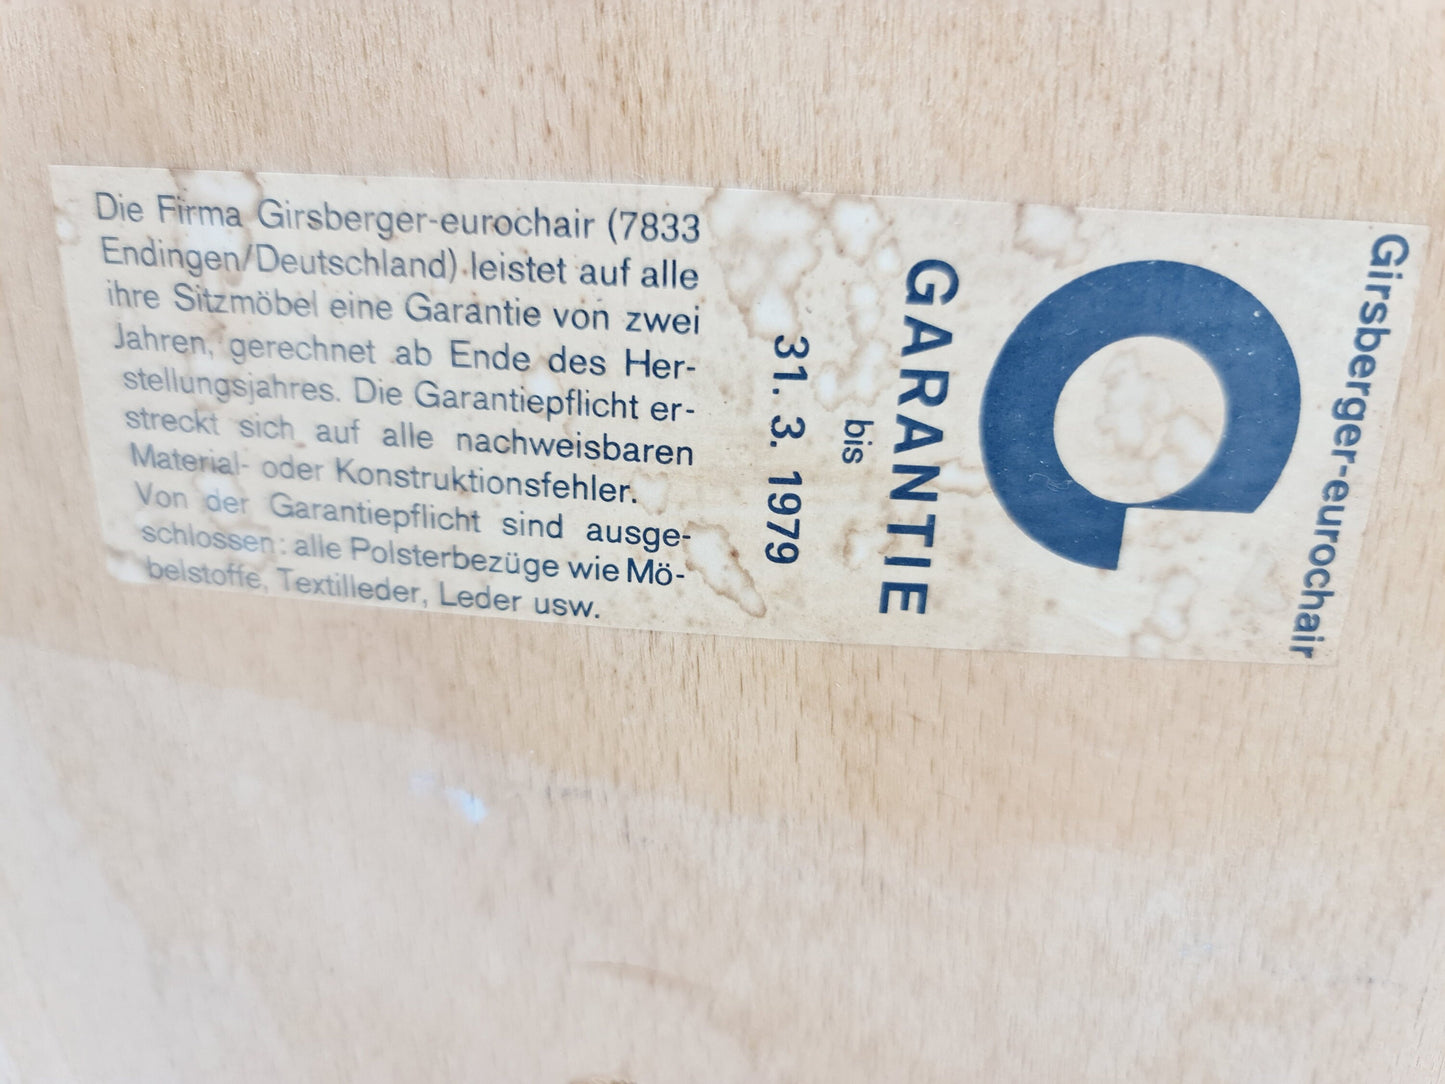 Die Firma Girsberger-eurochair (7833
Endingen/Deutschland) leistet auf alle
ihre Sitzmöbel eine Garantie von zwei
Jahren, gerechnet ab Ende des Her-
stellungsjahres. Die Garantiepflicht er-
streckt sich auf alle nachweisbaren
Material- oder Konstruktionsfehler.
Von der Garantiepflicht sind ausge-
schlossen: alle Polsterbezüge wie Mö-
belstoffe, Textilleder, Leder usw.
Girsberger-eurochair
GARANTIE
bis
31. 3. 1979